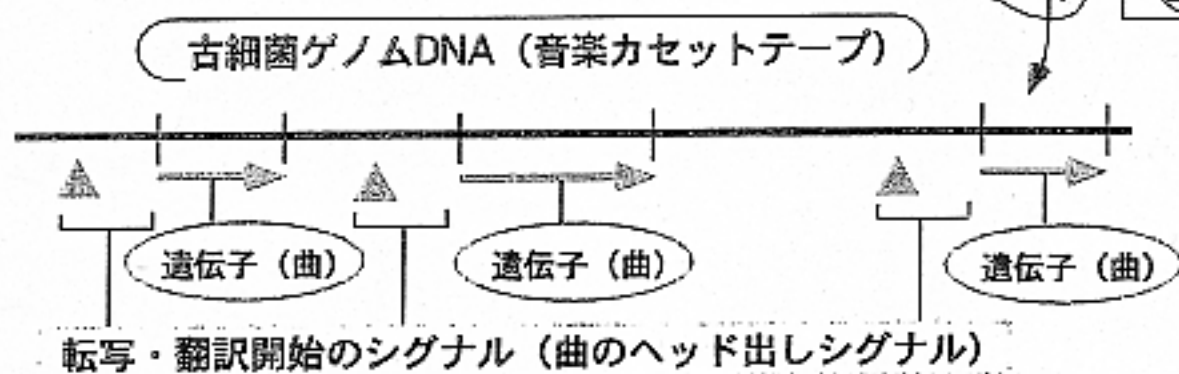 古細菌ゲノムDNA（音楽カセットテープ）
遺伝子（曲）
遺伝子（曲）
遺伝子（曲）
転写・翻訳開始のシグナル（曲のヘッド出しシグナル）